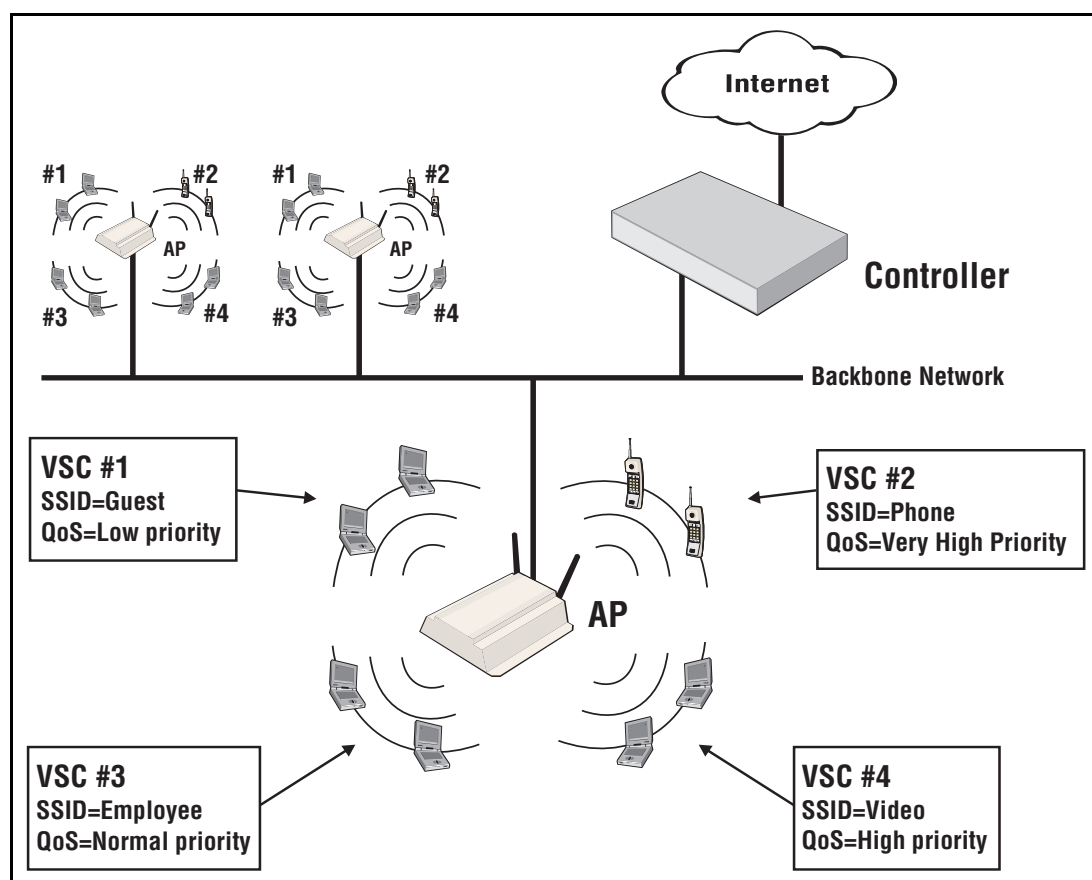 Internet
#1
#2
#1
#2
AP
AP
Controller
#3
#4
#3
#4
Backbone Network
VSC #1
SSID=Guest
QoS=Low priority
VSC #2
SSID=Phone
QoS=Very High Priority
AP
VSC #3
SSID=Employee
QoS=Normal priority
VSC #4
SSID=Video
QoS=High priority